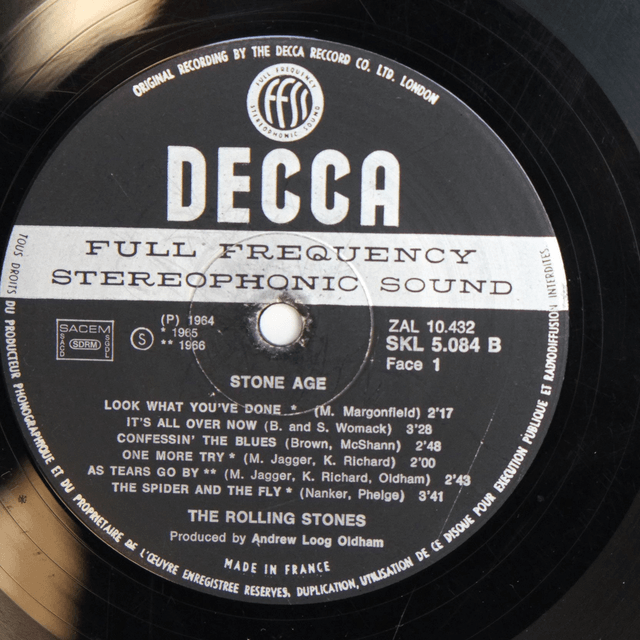 ORIGINAL RECORDING BY THE DECCA RECCORD CO. LTD. LONDON
FULL FREQUENCY
ffss
STEREOPHONIC SOUND
DECCA
FULL FREQUENCY
STEREOPHONIC SOUND
SACEM
SACD SDRM SGDL
S
(P) 1964
* 1965
** 1966
ZAL 10.432
SKL 5.084 B
Face 1
STONE AGE
LOOK WHAT YOU'VE DONE * (M. Margonfield) 2'17
IT'S ALL OVER NOW (B. and S. Womack) 3'28
CONFESSIN' THE BLUES (Brown, McShann) 2'48
ONE MORE TRY * (M. Jagger, K. Richard) 2'00
AS TEARS GO BY ** (M. Jagger, K. Richard, Oldham) 2'43
THE SPIDER AND THE FLY * (Nanker, Phelge) 3'41
THE ROLLING STONES
Produced by Andrew Loog Oldham
MADE IN FRANCE
TOUS DROITS DU PRODUCTEUR PHONOGRAPHIQUE ET DU PROPRIETAIRE DE L'ŒUVRE ENREGISTREE RESERVES, DUPLICATION, UTILISATION DE CE DISQUE POUR EXECUTION PUBLIQUE ET RADIODIFFUSION INTERDITES.